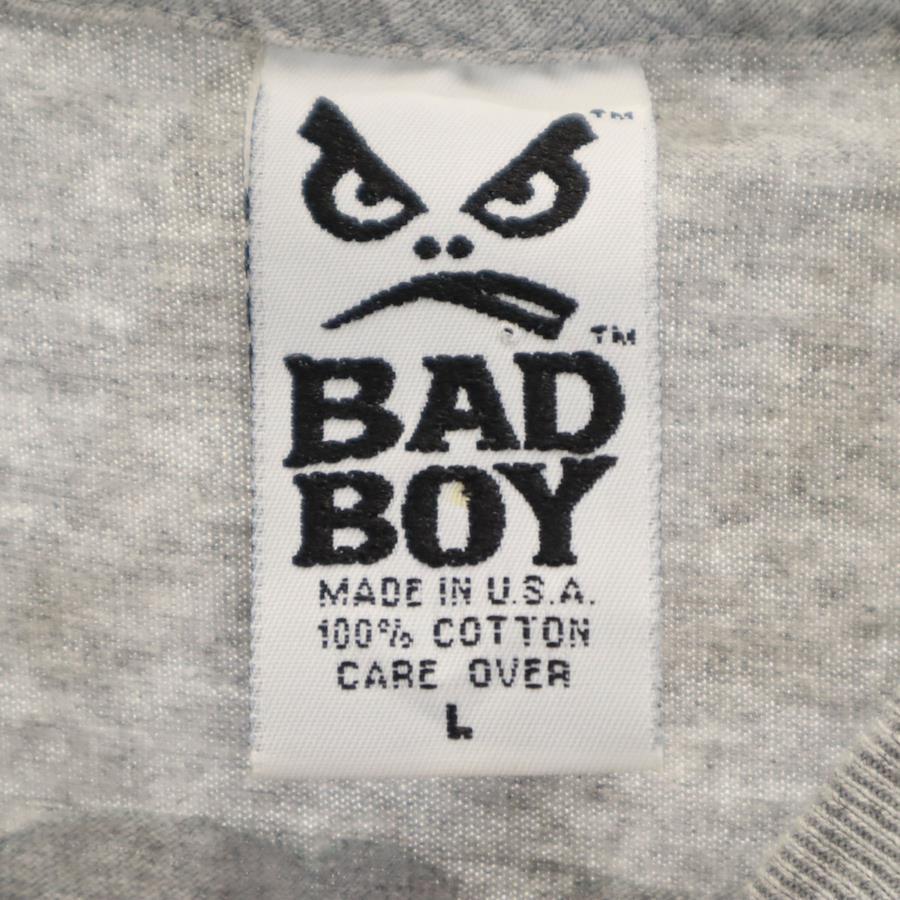 TM
TM
BAD
BOY
MADE IN U.S.A.
100% COTTON
CARE OVER
L